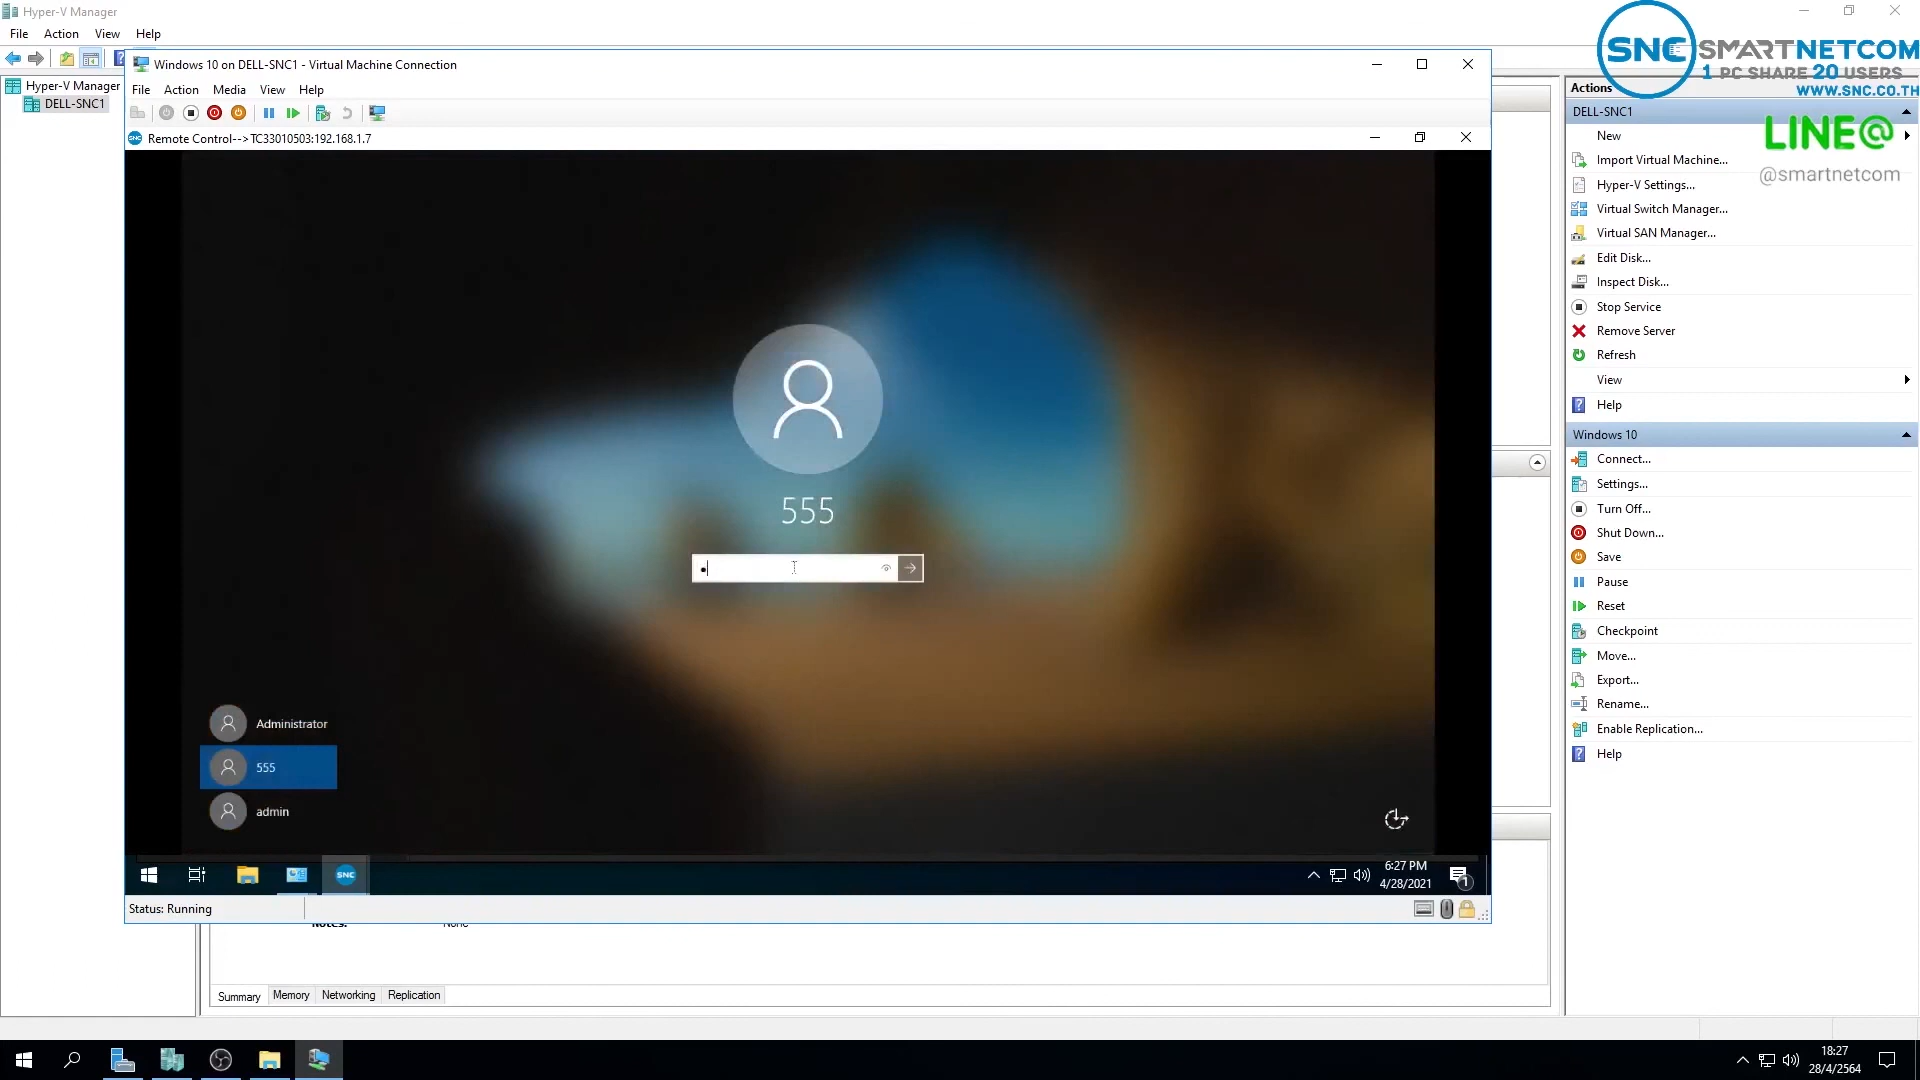 Hyper-V Manager
File Action View Help
SNC SMARTNETCOM
1 PC SHARE 20 USERS
WWW.SNC.CO.TH
LINE@
@smartnetcom
Hyper-V Manager
DELL-SNC1
Windows 10 on DELL-SNC1 - Virtual Machine Connection
File Action Media View Help
Remote Control-->TC33010503:192.168.1.7
555
Administrator
555
admin
SNC
6:27 PM
4/28/2021
1
Status: Running
Notes: None
Summary Memory Networking Replication
Actions
DELL-SNC1
New
Import Virtual Machine...
Hyper-V Settings...
Virtual Switch Manager...
Virtual SAN Manager...
Edit Disk...
Inspect Disk...
Stop Service
Remove Server
Refresh
View
Help
Windows 10
Connect...
Settings...
Turn Off...
Shut Down...
Save
Pause
Reset
Checkpoint
Move...
Export...
Rename...
Enable Replication...
Help
18:27
28/4/2564